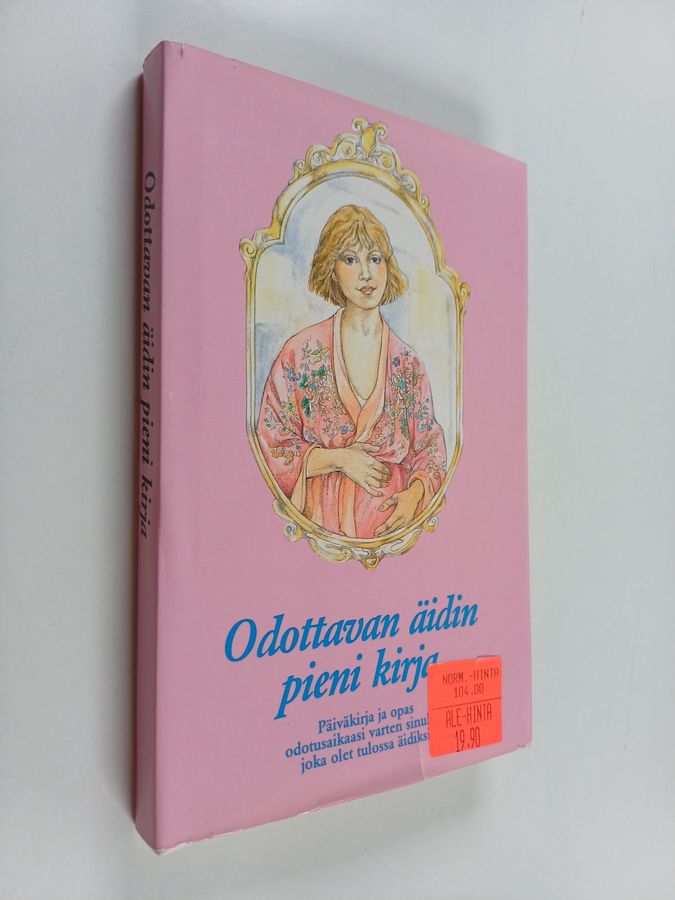 Odottavan äidin pieni kirja
Odottavan äidin
pieni kirja
Päiväkirja ja opas
odotusaikaasi varten
joka olet tulossa
NORM.-HINTA
104.00
ALE-HINTA
19.90